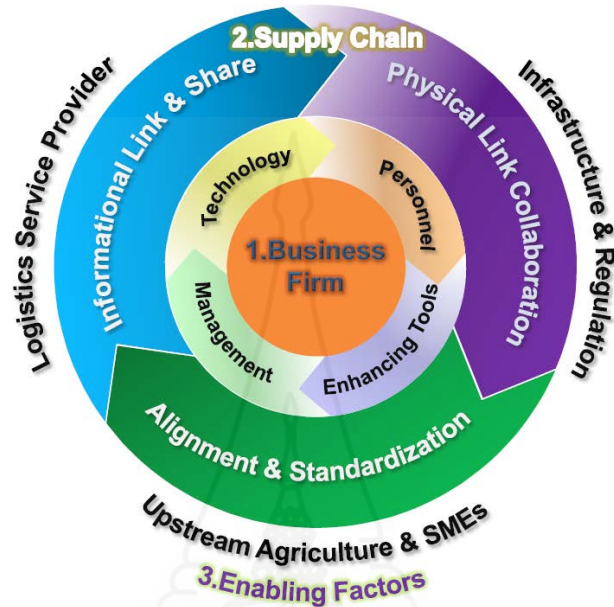 2.Supply Chain
Informational Link & Share
Physical Link Collaboration
Alignment & Standardization
Logistics Service Provider
Infrastructure & Regulation
Technology
Personnel
1.Business
Firm
Management
Enhancing Tools
Upstream Agriculture & SMEs
3.Enabling Factors